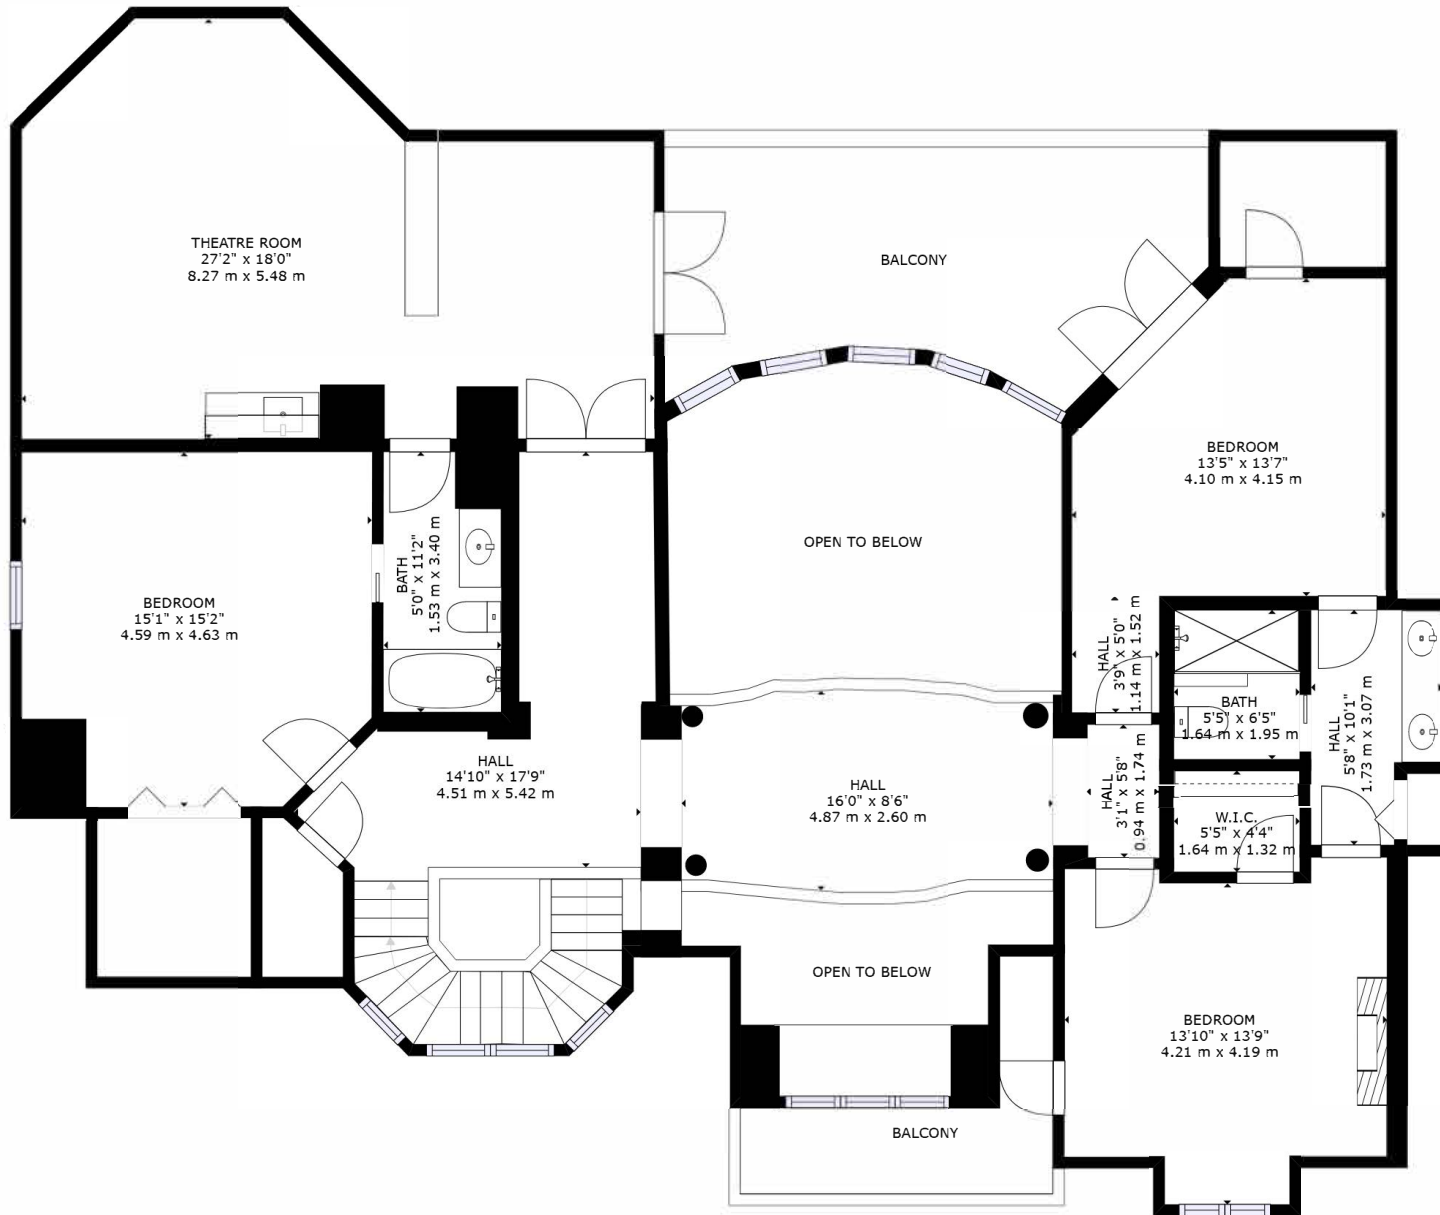 THEATRE ROOM
27'2" x 18'0"
8.27 m x 5.48 m
BALCONY
BEDROOM
13'5" x 13'7"
4.10 m x 4.15 m
OPEN TO BELOW
BEDROOM
15'1" x 15'2"
4.59 m x 4.63 m
BATH
5'0" x 11'2"
1.53 m x 3.40 m
HALL
3'9" x 5'0"
1.14 m x 1.52 m
BATH
5'5" x 6'5"
1.64 m x 1.95 m
HALL
5'8" x 10'1"
1.73 m x 3.07 m
HALL
14'10" x 17'9"
4.51 m x 5.42 m
HALL
16'0" x 8'6"
4.87 m x 2.60 m
HALL
3'1" x 5'8"
0.94 m x 1.74 m
W.I.C.
5'5" x 4'4"
1.64 m x 1.32 m
OPEN TO BELOW
BEDROOM
13'10" x 13'9"
4.21 m x 4.19 m
BALCONY